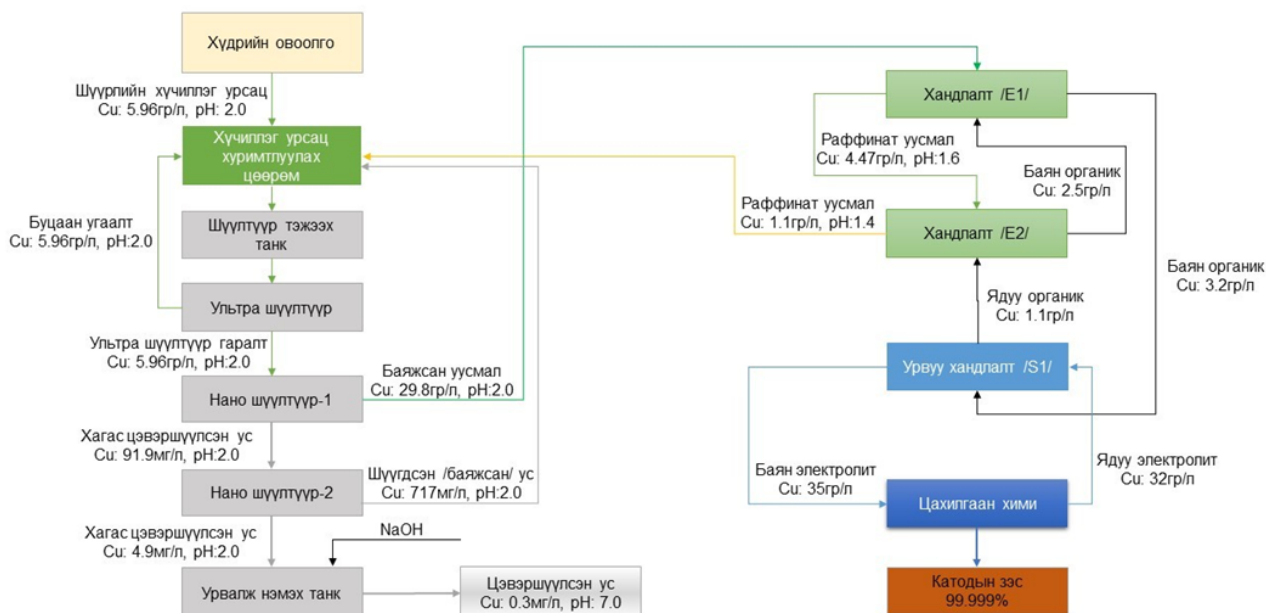 Хүдрийн овоолго
Шүүрлийн хүчиллэг урсац
Cu: 5.96гр/л, pH: 2.0
Хүчиллэг урсац
хуримтлуулах
цөөрөм
Буцаан угаалт
Cu: 5.96гр/л, pH:2.0
Шүүлтүүр тэжээх
танк
Ультра шүүлтүүр
Ультра шүүлтүүр гаралт
Cu: 5.96гр/л, pH:2.0
Нано шүүлтүүр-1
Баяжсан уусмал
Cu: 29.8гр/л, pH:2.0
Хагас цэвэршүүлсэн ус
Cu: 91.9мг/л, pH:2.0
Нано шүүлтүүр-2
Шүүгдсэн /баяжсан/ ус
Cu: 717мг/л, pH:2.0
Хагас цэвэршүүлсэн ус
Cu: 4.9мг/л, pH:2.0
NaOH
Урвалж нэмэх танк
Цэвэршүүлсэн ус
Cu: 0.3мг/л, pH: 7.0
Хандлалт /E1/
Раффинат уусмал
Cu: 4.47гр/л, pH:1.6
Баян органик
Cu: 2.5гр/л
Раффинат уусмал
Cu: 1.1гр/л, pH:1.4
Хандлалт /E2/
Баян органик
Cu: 3.2гр/л
Ядуу органик
Cu: 1.1гр/л
Урвуу хандлалт /S1/
Баян электролит
Cu: 35гр/л
Ядуу электролит
Cu: 32гр/л
Цахилгаан хими
Катодын зэс
99.999%